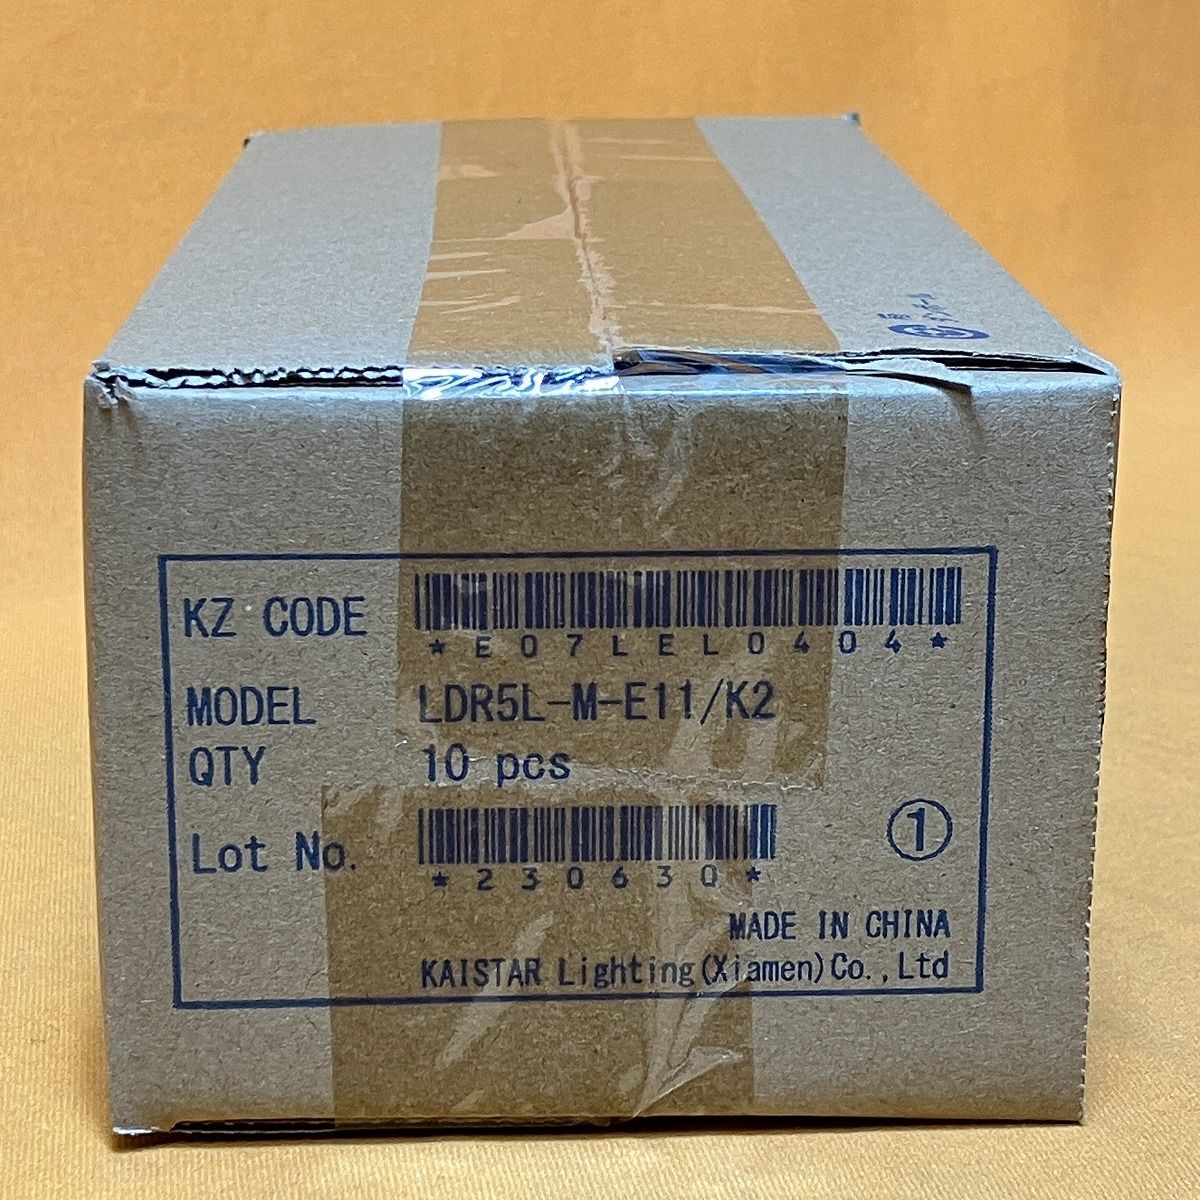 KZ CODE
*E07LEL0404*
MODEL LDR5L-M-E11/K2
QTY 10 pcs
Lot No.
*230630*
①
MADE IN CHINA
KAISTAR Lighting(Xiamen)Co.,Ltd